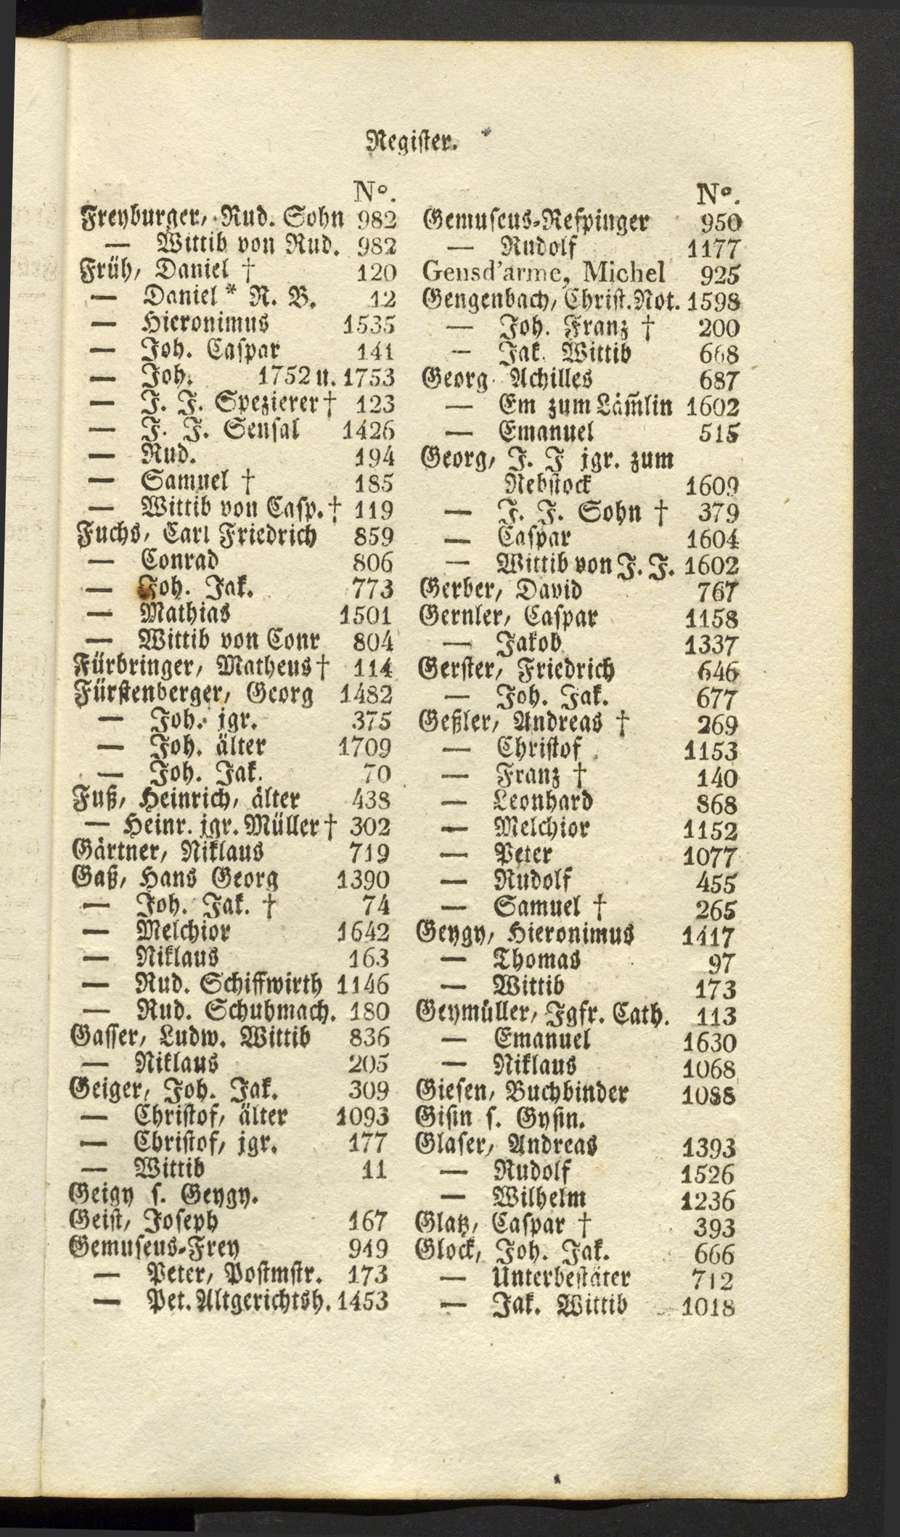 Register.
No.
Freyburger, Rud. Sohn 982
— Wittib von Rud. 982
Früh, Daniel † 120
— Daniel * N. B. 12
— Hieronimus 1535
— Joh. Caspar 141
— Joh. 1752 u. 1753
— J. J. Spezierer † 123
— J. J. Sensal 1426
— Rud. 194
— Samuel † 185
— Wittib von Casp. † 119
Fuchs, Carl Friedrich 859
— Conrad 806
— Joh. Jak. 773
— Mathias 1501
— Wittib von Conr 804
Fürbringer, Matheus † 114
Fürstenberger, Georg 1482
— Joh. jgr. 375
— Joh. älter 1709
— Joh. Jak. 70
Fuß, Heinrich, älter 438
— Heinr. jgr. Müller † 302
Gärtner, Niklaus 719
Gaß, Hans Georg 1390
— Joh. Jak. † 74
— Melchior 1642
— Niklaus 163
— Rud. Schiffwirth 1146
— Rud. Schuhmach. 180
Gasser, Ludw. Wittib 836
— Niklaus 205
Geiger, Joh. Jak. 309
— Christof, älter 1093
— Christof, jgr. 177
— Wittib 11
Geigy s. Geygy.
Geist, Joseph 167
Gemuseus-Frey 949
— Peter, Postmstr. 173
— Pet. Altgerichtsh. 1453
No.
Gemuseus-Respinger 950
— Rudolf 1177
Gensd'arme, Michel 925
Gengenbach, Christ. Not. 1598
— Joh. Franz † 200
— Jak. Wittib 668
Georg Achilles 687
— Em zum Läm̄lin 1602
— Emanuel 515
Georg, J. J jgr. zum
Rebstock 1609
— J. J. Sohn † 379
— Caspar 1604
— Wittib von J. J. 1602
Gerber, David 767
Gernler, Caspar 1158
— Jakob 1337
Gerster, Friedrich 646
— Joh. Jak. 677
Geßler, Andreas † 269
— Christof 1153
— Franz † 140
— Leonhard 868
— Melchior 1152
— Peter 1077
— Rudolf 455
— Samuel † 265
Geygy, Hieronimus 1417
— Thomas 97
— Wittib 173
Geymüller, Jgfr. Cath. 113
— Emanuel 1630
— Niklaus 1068
Giesen, Buchbinder 1088
Gisin s. Gysin.
Glaser, Andreas 1393
— Rudolf 1526
— Wilhelm 1236
Glatz, Caspar † 393
Glock, Joh. Jak. 666
— Unterbestäter 712
— Jak. Wittib 1018